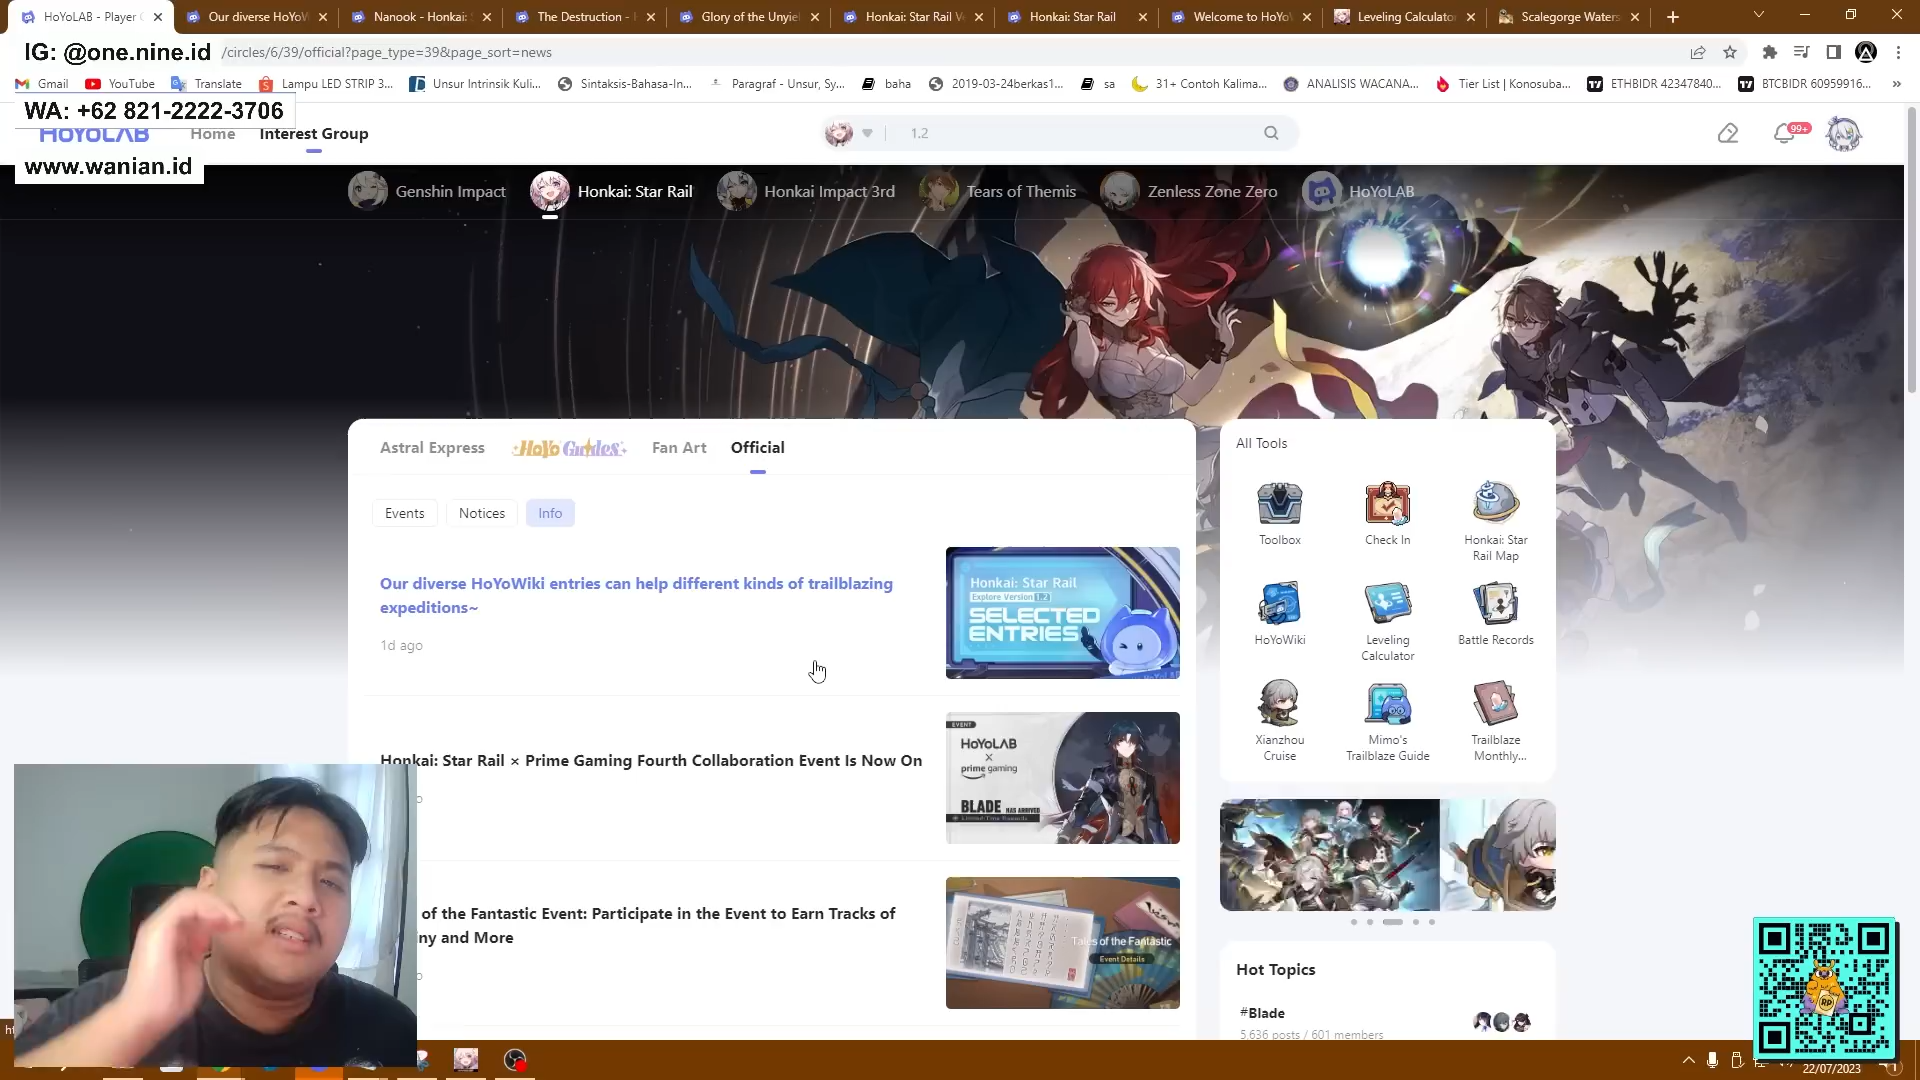 HoYoLAB - Player C
Our diverse HoYoW
Nanook - Honkai:
The Destruction -
Glory of the Unyie
Honkai: Star Rail V
Honkai: Star Rail
Welcome to HoYo
Leveling Calculator
Scalegorge Waters
IG: @one.nine.id
/circles/6/39/official?page_type=39&page_sort=news
Gmail
YouTube
Translate
Lampu LED STRIP 3...
Unsur Intrinsik Kuli...
Sintaksis-Bahasa-In...
Paragraf - Unsur, Sy...
baha
2019-03-24berkas1...
sa
31+ Contoh Kalima...
ANALISIS WACANA...
Tier List | Konosuba...
ETHBIDR 42347840...
BTCBIDR 60959916...
WA: +62 821-2222-3706
HOYOLAB
Home
Interest Group
1.2
99+
www.wanian.id
Genshin Impact
Honkai: Star Rail
Honkai Impact 3rd
Tears of Themis
Zenless Zone Zero
HoYoLAB
Astral Express
HoYo Guides
Fan Art
Official
Events
Notices
Info
Our diverse HoYoWiki entries can help different kinds of trailblazing
expeditions~
1d ago
Honkai: Star Rail
Explore Version 1.2
SELECTED
ENTRIES
Honkai: Star Rail × Prime Gaming Fourth Collaboration Event Is Now On
EVENT
HoYoLAB
×
prime gaming
BLADE HAS ARRIVED
of the Fantastic Event: Participate in the Event to Earn Tracks of
iny and More
Tales of the Fantastic
Event Details
All Tools
Toolbox
Check In
Honkai: Star
Rail Map
HoYoWiki
Leveling
Calculator
Battle Records
Xianzhou
Cruise
Mimo's
Trailblaze Guide
Trailblaze
Monthly...
Hot Topics
#Blade
5,636 posts / 601 members
RP
22/07/2023